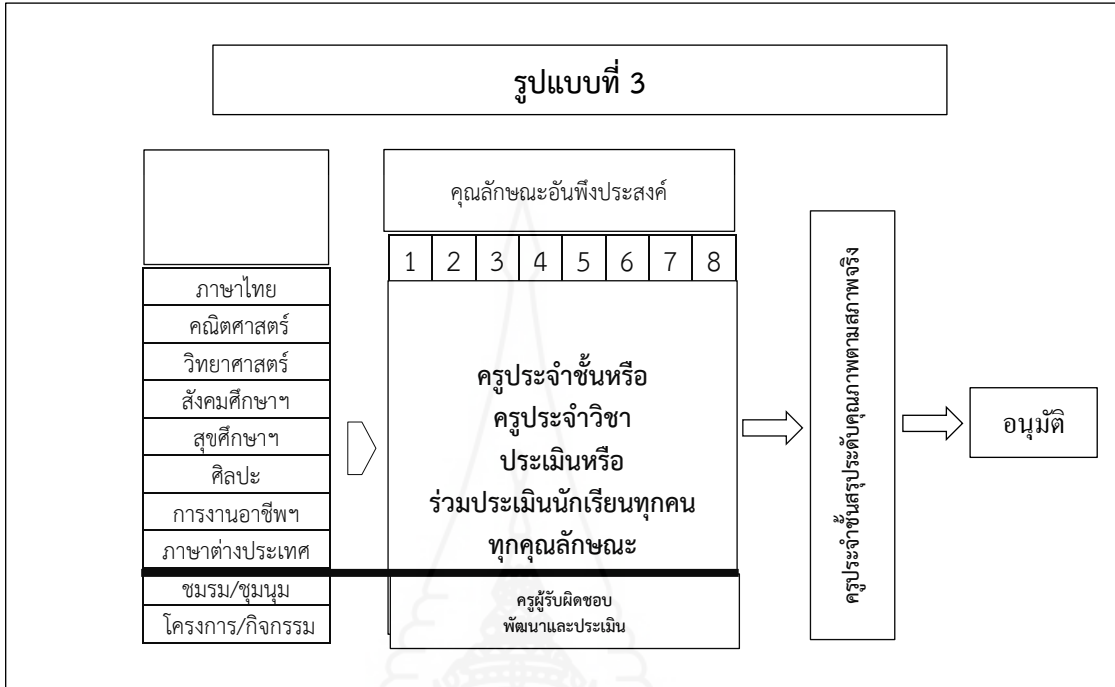 รูปแบบที่ 3
คุณลักษณะอันพึงประสงค์
1 2 3 4 5 6 7 8
ภาษาไทย
คณิตศาสตร์
วิทยาศาสตร์
สังคมศึกษาฯ
สุขศึกษาฯ
ศิลปะ
การงานอาชีพฯ
ภาษาต่างประเทศ
ชมรม/ชุมนุม
โครงการ/กิจกรรม
ครูประจำชั้นหรือ
ครูประจำวิชา
ประเมินหรือ
ร่วมประเมินนักเรียนทุกคน
ทุกคุณลักษณะ
ครูผู้รับผิดชอบ
พัฒนาและประเมิน
ครูประจำชั้นสรุประดับคุณภาพตามสภาพจริง
อนุมัติ